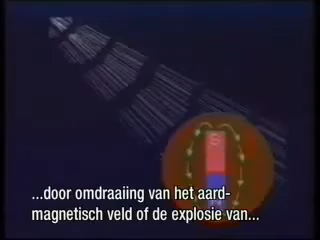 S
...door omdraaiing van het aard-
magnetisch veld of de explosie van...